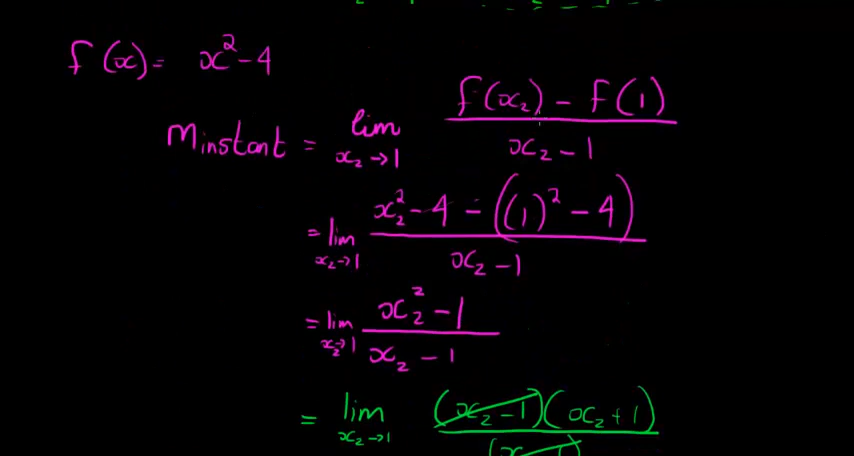 f(x) = x² - 4
m instant = lim x₂→1 (f(x₂) - f(1)) / (x₂ - 1)
= lim x₂→1 (x₂² - 4 - ((1)² - 4)) / (x₂ - 1)
= lim x₂→1 (x₂² - 1) / (x₂ - 1)
= lim x₂→1 (x₂ - 1)(x₂ + 1)